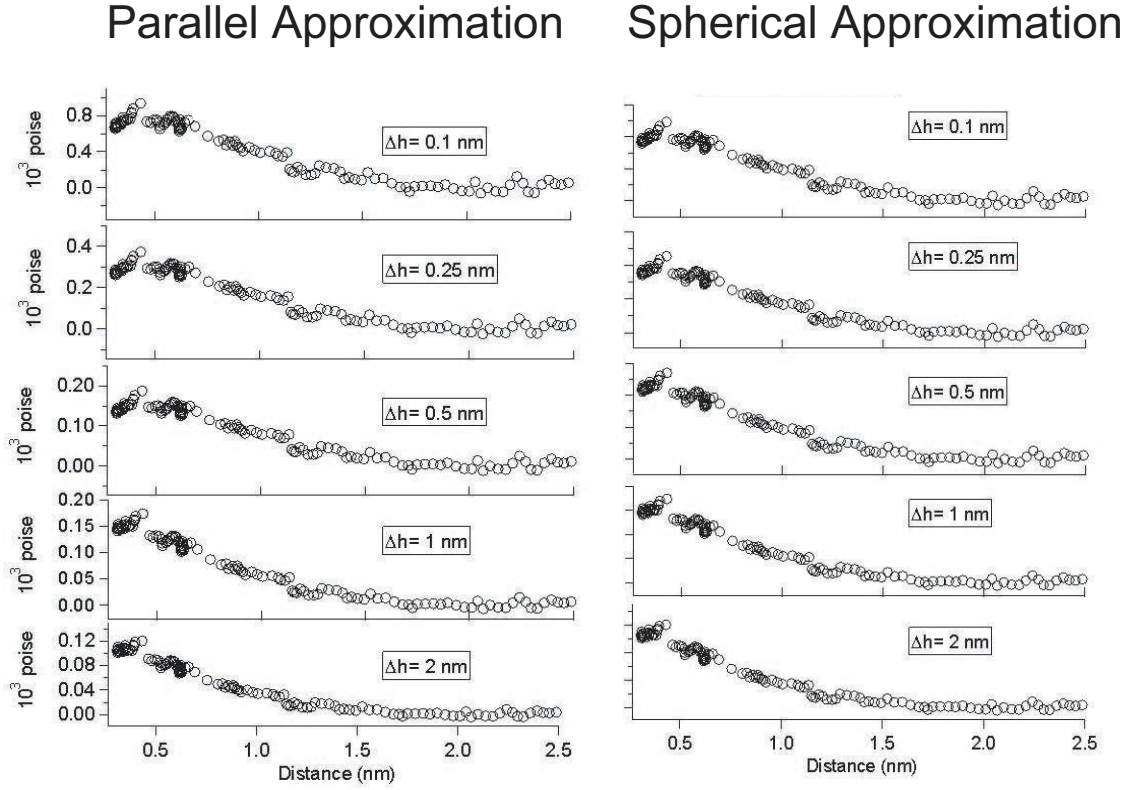 Parallel Approximation
Spherical Approximation
10³ poise
0.8
0.4
0.0
Δh= 0.1 nm
Δh= 0.1 nm
10³ poise
0.4
0.2
0.0
Δh= 0.25 nm
Δh= 0.25 nm
10³ poise
0.20
0.10
0.00
Δh= 0.5 nm
Δh= 0.5 nm
10³ poise
0.20
0.15
0.10
0.05
0.00
Δh= 1 nm
Δh= 1 nm
10³ poise
0.12
0.08
0.04
0.00
Δh= 2 nm
Δh= 2 nm
0.5 1.0 1.5 2.0 2.5
Distance (nm)
0.5 1.0 1.5 2.0 2.5
Distance (nm)